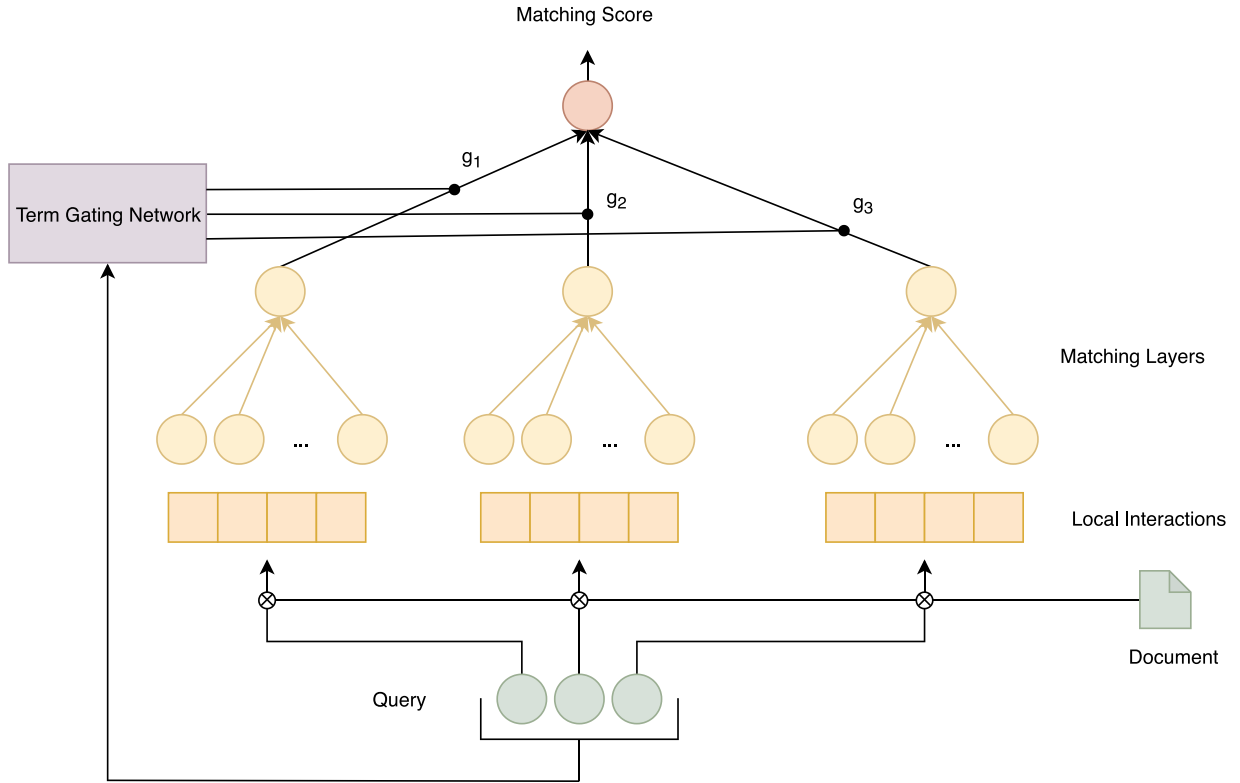 Matching Score
g1
Term Gating Network
g2
g3
Matching Layers
...
...
...
Local Interactions
Document
Query